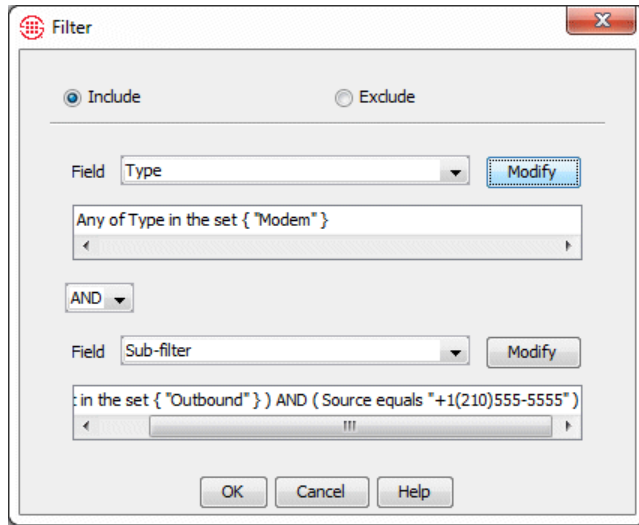 Filter
Include Exclude
Field Type Modify
Any of Type in the set { "Modem" }
AND
Field Sub-filter Modify
in the set { "Outbound" } ) AND ( Source equals "+1(210)555-5555" )
OK Cancel Help